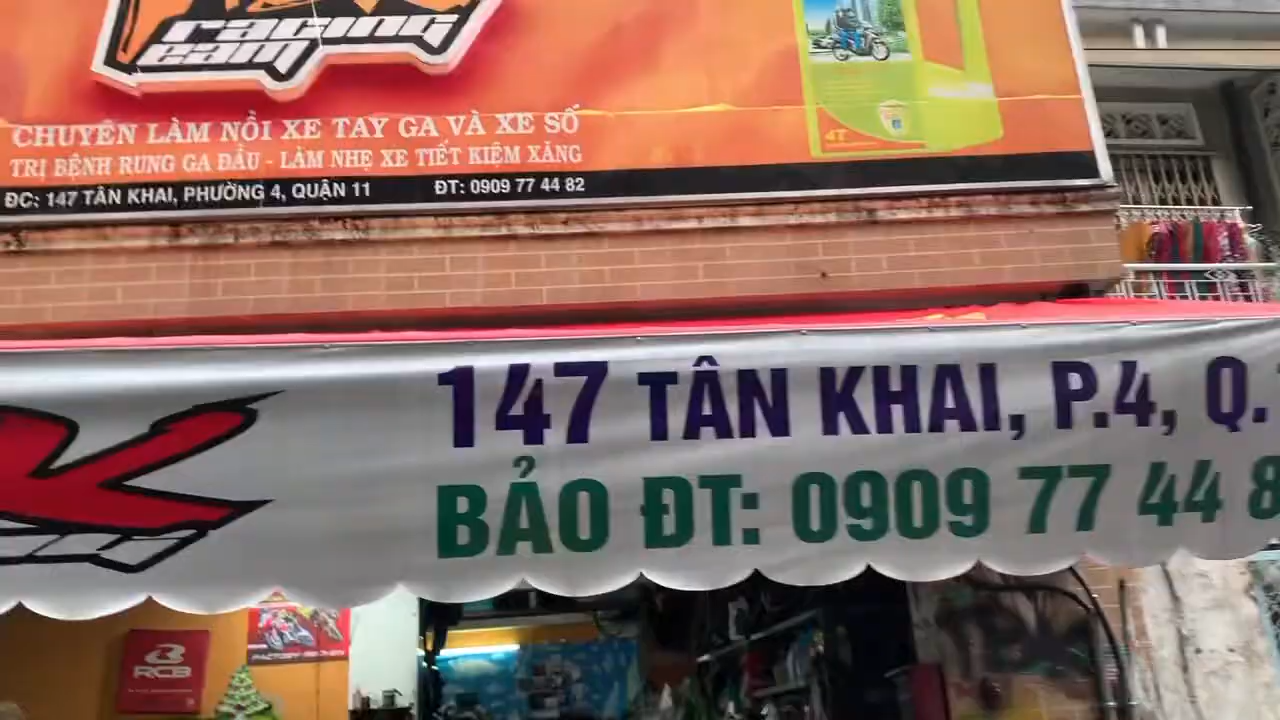 racing
eam
CHUYÊN LÀM NỒI XE TAY GA VÀ XE SỐ
TRỊ BỆNH RUNG GA ĐẦU - LÀM NHẸ XE TIẾT KIỆM XĂNG
ĐC: 147 TÂN KHAI, PHƯỜNG 4, QUẬN 11
ĐT: 0909 77 44 82
4T
147 TÂN KHAI, P.4, Q.
BẢO ĐT: 0909 77 44 8
RCB